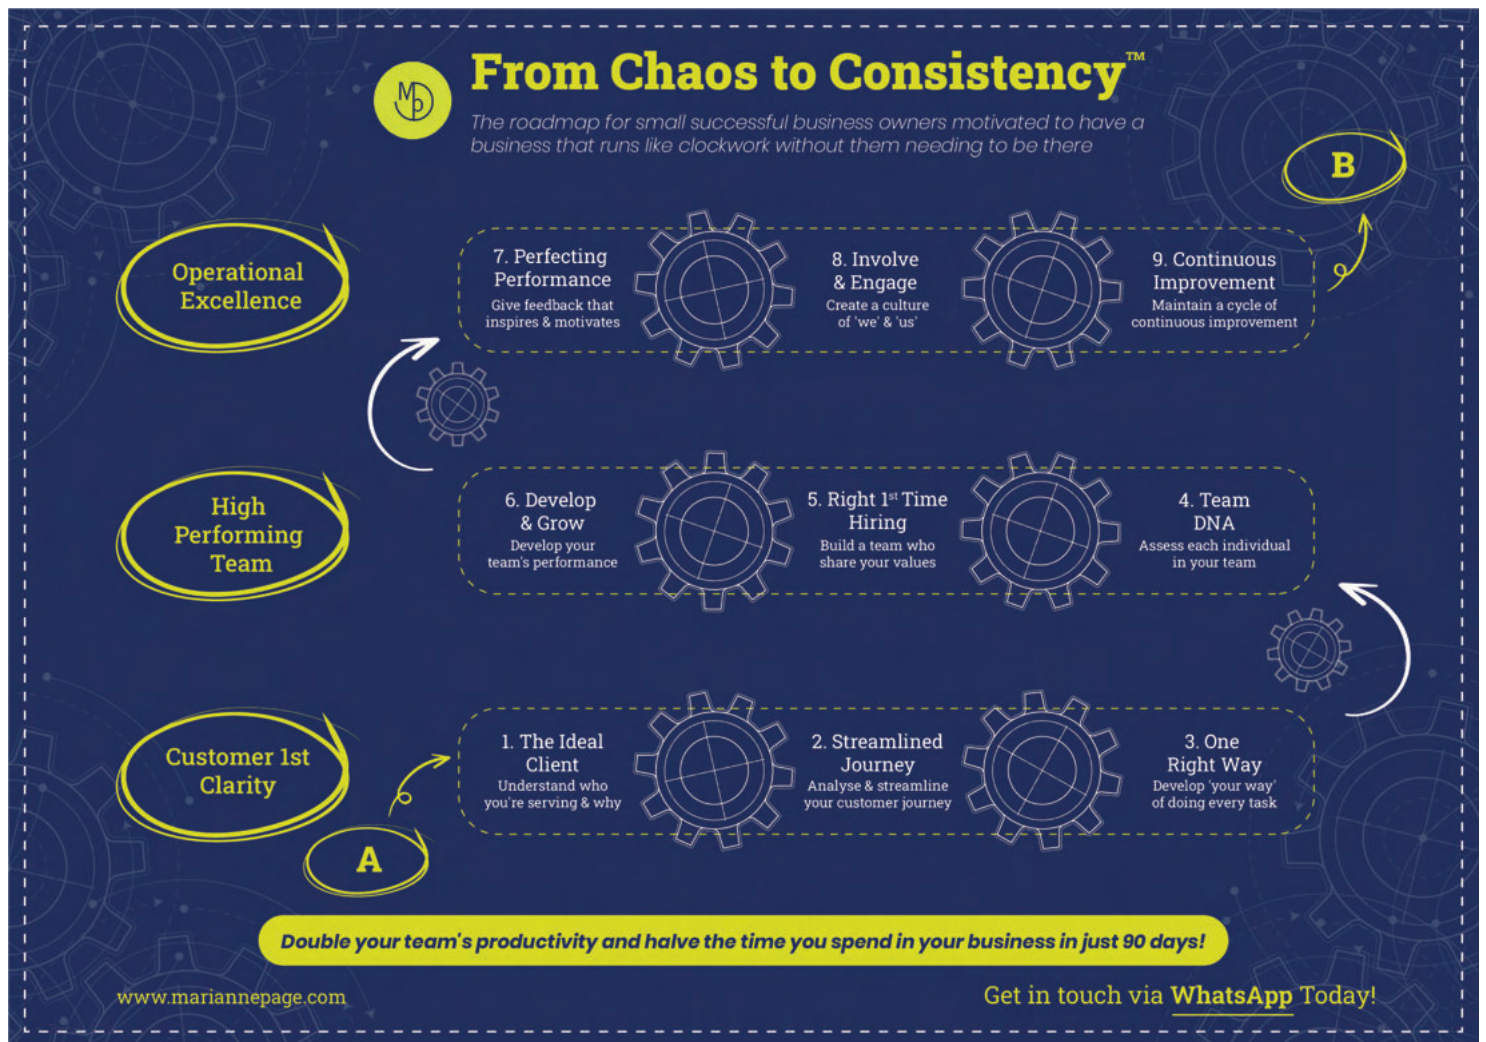 MP
From Chaos to Consistency™
The roadmap for small successful business owners motivated to have a
business that runs like clockwork without them needing to be there
B
Operational
Excellence
7. Perfecting
Performance
Give feedback that
inspires & motivates
8. Involve
& Engage
Create a culture
of 'we' & 'us'
9. Continuous
Improvement
Maintain a cycle of
continuous improvement
High
Performing
Team
6. Develop
& Grow
Develop your
team's performance
5. Right 1st Time
Hiring
Build a team who
share your values
4. Team
DNA
Assess each individual
in your team
Customer 1st
Clarity
A
1. The Ideal
Client
Understand who
you're serving & why
2. Streamlined
Journey
Analyse & streamline
your customer journey
3. One
Right Way
Develop 'your way'
of doing every task
Double your team's productivity and halve the time you spend in your business in just 90 days!
www.mariannepage.com
Get in touch via WhatsApp Today!